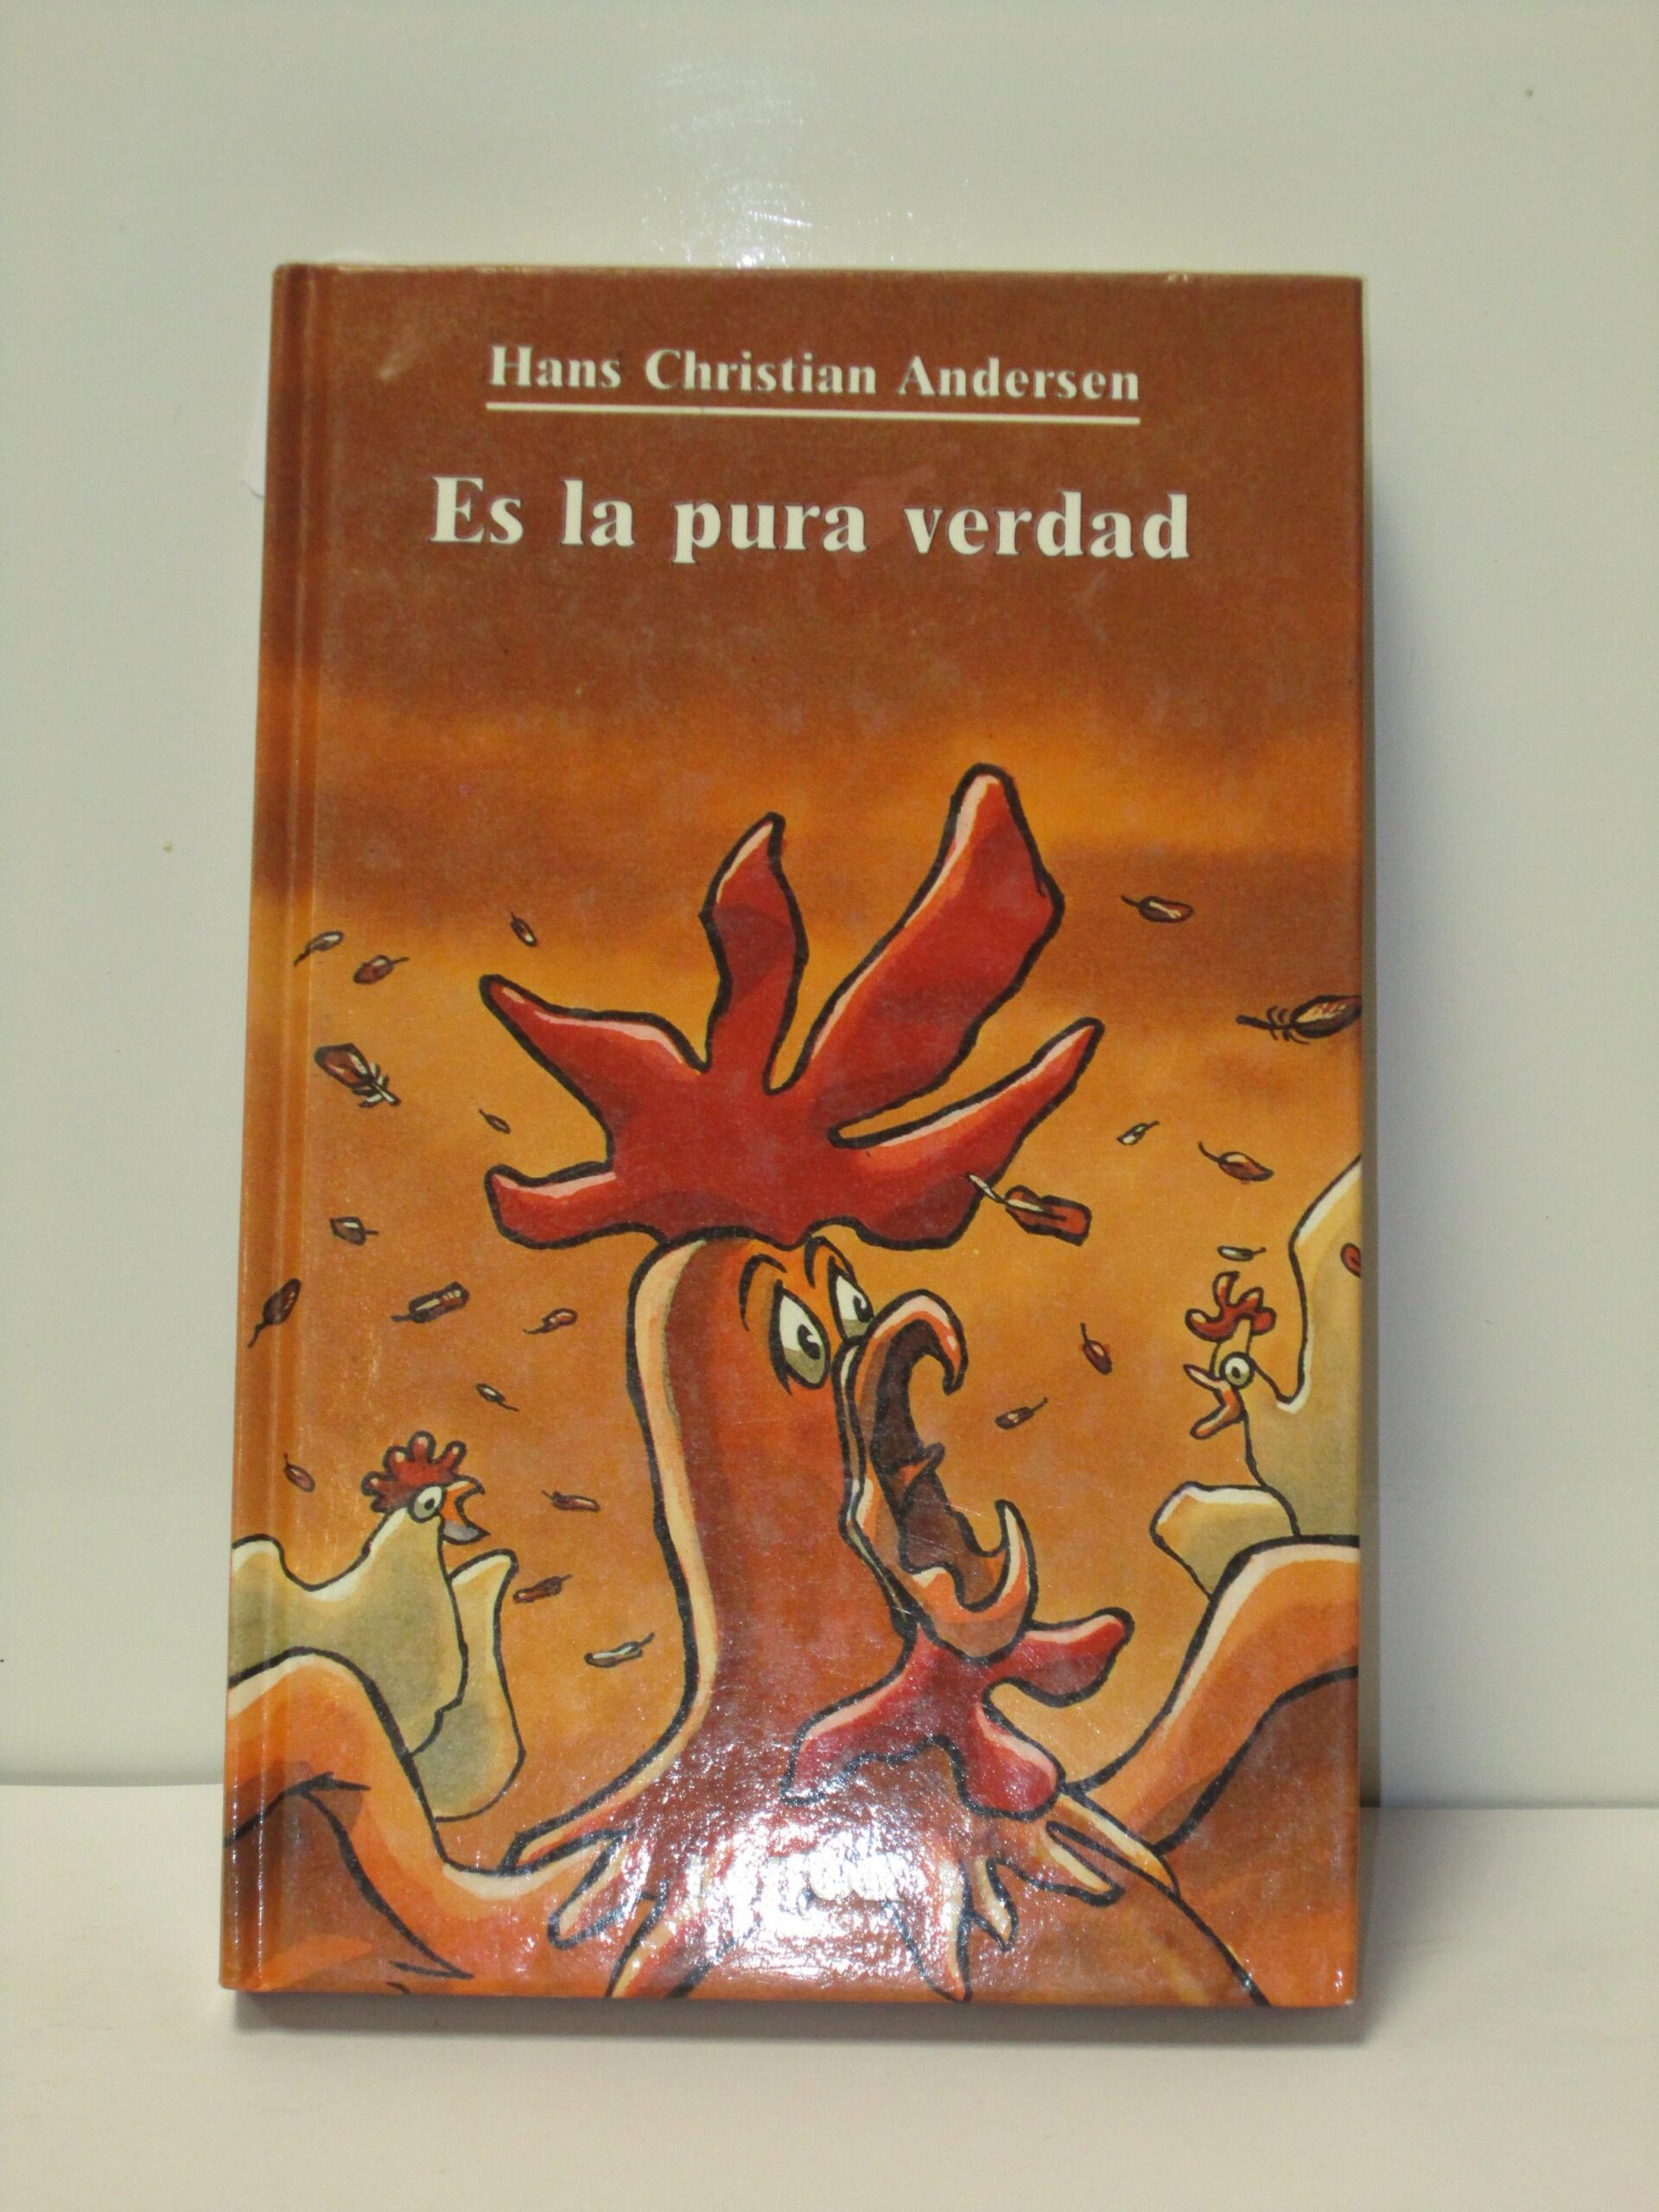 Hans Christian Andersen
Es la pura verdad